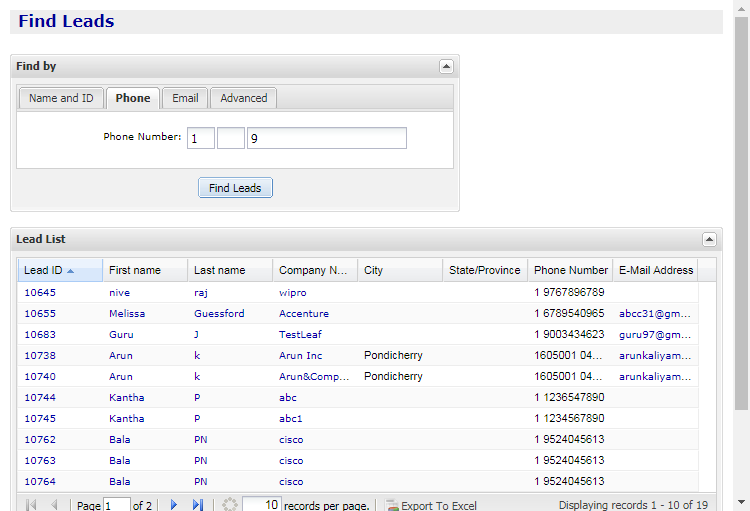 Find Leads
Find by
Name and ID Phone Email Advanced
Phone Number: 1 9
Find Leads
Lead List
Lead ID First name Last name Company N... City State/Province Phone Number E-Mail Address
10645 nive raj wipro 1 9767896789
10655 Melissa Guessford Accenture 1 6789540965 abcc31@gm...
10683 Guru J TestLeaf 1 9003434623 guru97@gm...
10738 Arun k Arun Inc Pondicherry 1605001 04... arunkaliyam...
10740 Arun k Arun&Comp... Pondicherry 1605001 04... arunkaliyam...
10744 Kantha P abc 1 1236547890
10745 Kantha P abc1 1 1234567890
10762 Bala PN cisco 1 9524045613
10763 Bala PN cisco 1 9524045613
10764 Bala PN cisco 1 9524045613
Page 1 of 2 10 records per page. Export To Excel Displaying records 1 - 10 of 19